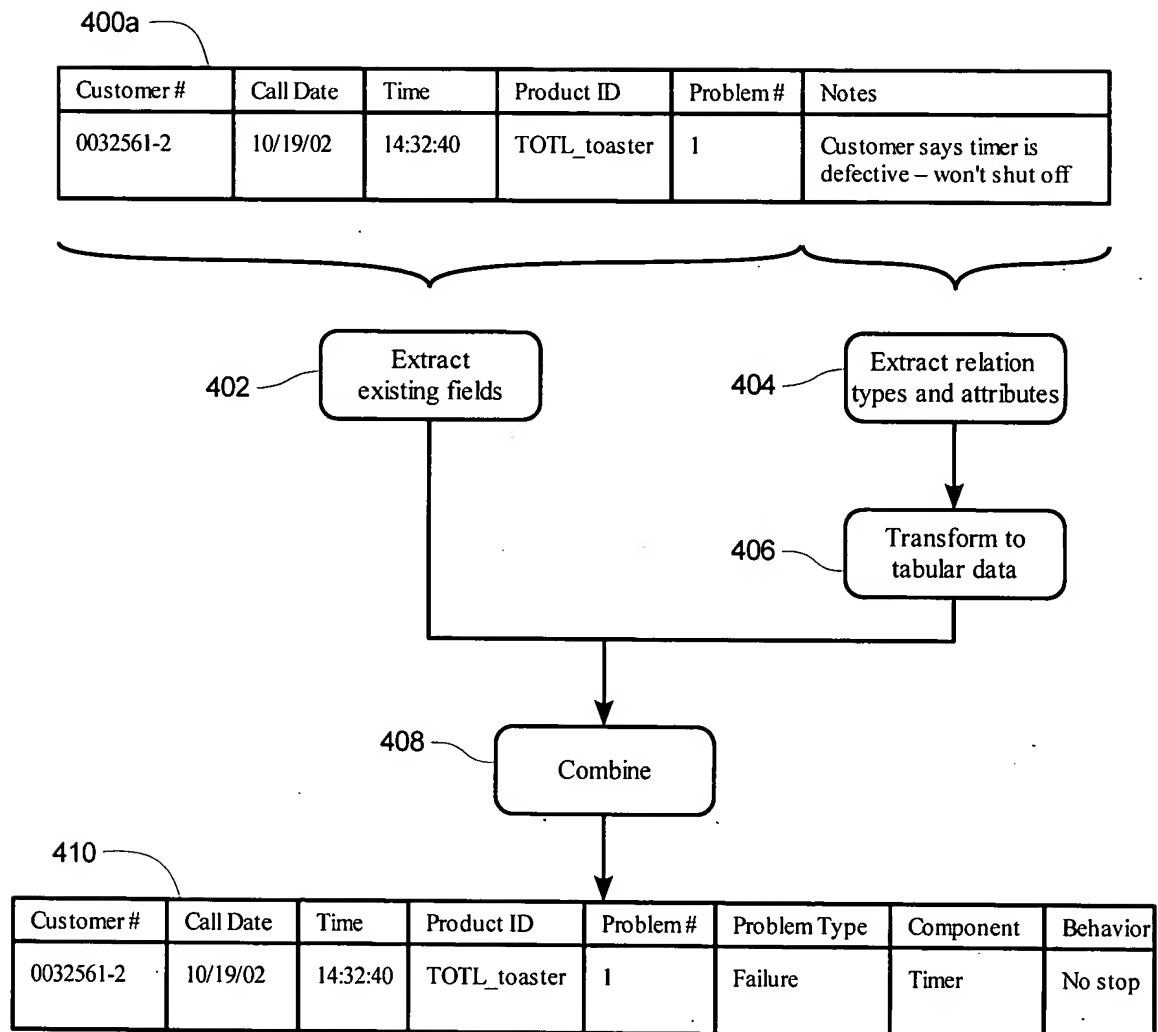 400a
Customer # Call Date Time Product ID Problem # Notes
0032561-2 10/19/02 14:32:40 TOTL_toaster 1 Customer says timer is
defective – won't shut off
Extract
existing fields
402
Extract relation
types and attributes
404
Transform to
tabular data
406
408
Combine
410
Customer # Call Date Time Product ID Problem # Problem Type Component Behavior
0032561-2 10/19/02 14:32:40 TOTL_toaster 1 Failure Timer No stop